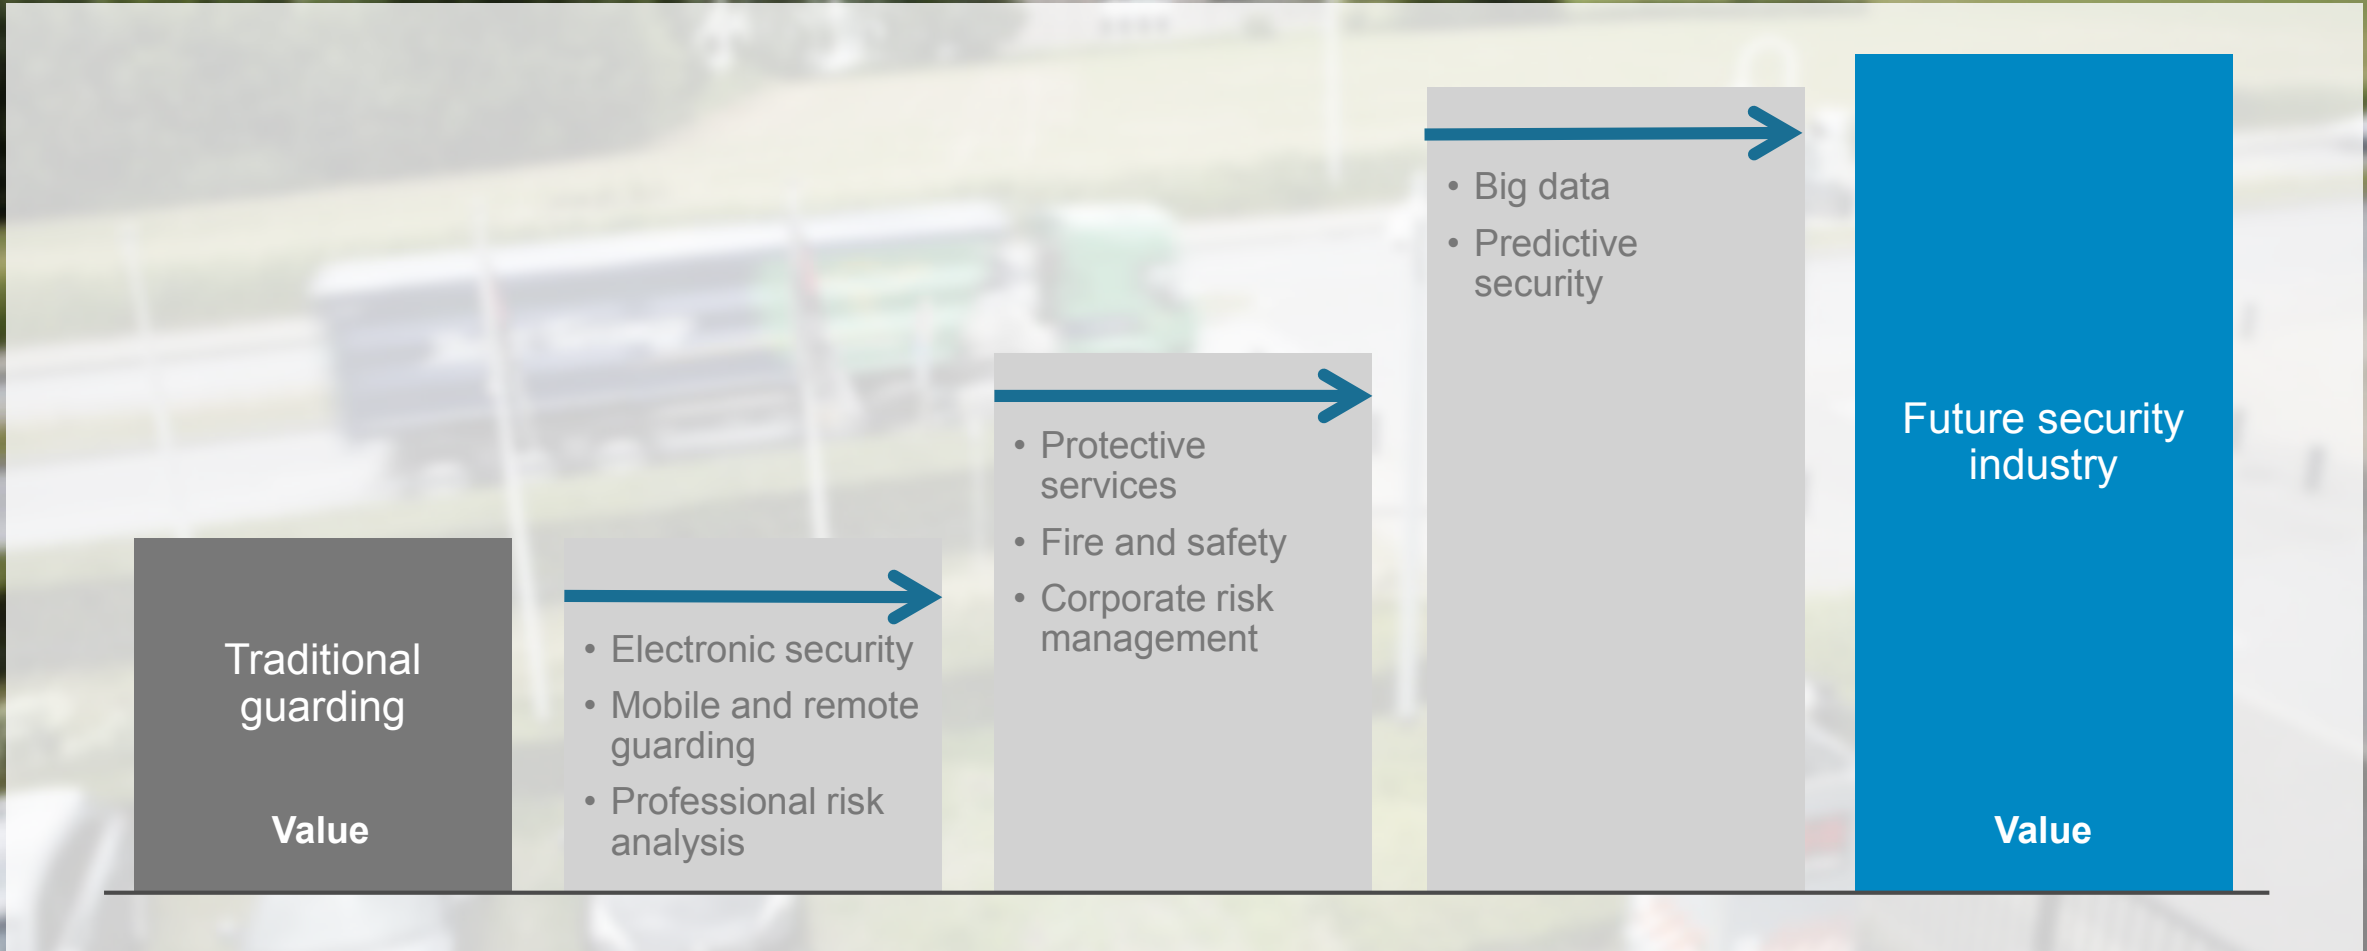 Traditional
guarding
Value
• Electronic security
• Mobile and remote
guarding
• Professional risk
analysis
• Protective
services
• Fire and safety
• Corporate risk
management
• Big data
• Predictive
security
Future security
industry
Value